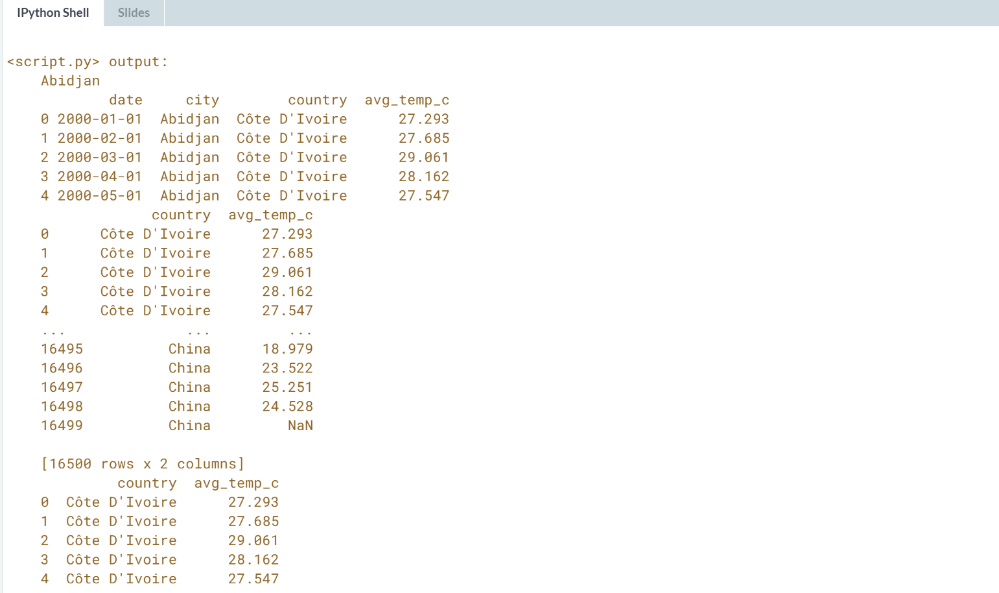 IPython Shell Slides
<script.py> output:
Abidjan
date city country avg_temp_c
0 2000-01-01 Abidjan Côte D'Ivoire 27.293
1 2000-02-01 Abidjan Côte D'Ivoire 27.685
2 2000-03-01 Abidjan Côte D'Ivoire 29.061
3 2000-04-01 Abidjan Côte D'Ivoire 28.162
4 2000-05-01 Abidjan Côte D'Ivoire 27.547
country avg_temp_c
0 Côte D'Ivoire 27.293
1 Côte D'Ivoire 27.685
2 Côte D'Ivoire 29.061
3 Côte D'Ivoire 28.162
4 Côte D'Ivoire 27.547
... ... ...
16495 China 18.979
16496 China 23.522
16497 China 25.251
16498 China 24.528
16499 China NaN
[16500 rows x 2 columns]
country avg_temp_c
0 Côte D'Ivoire 27.293
1 Côte D'Ivoire 27.685
2 Côte D'Ivoire 29.061
3 Côte D'Ivoire 28.162
4 Côte D'Ivoire 27.547